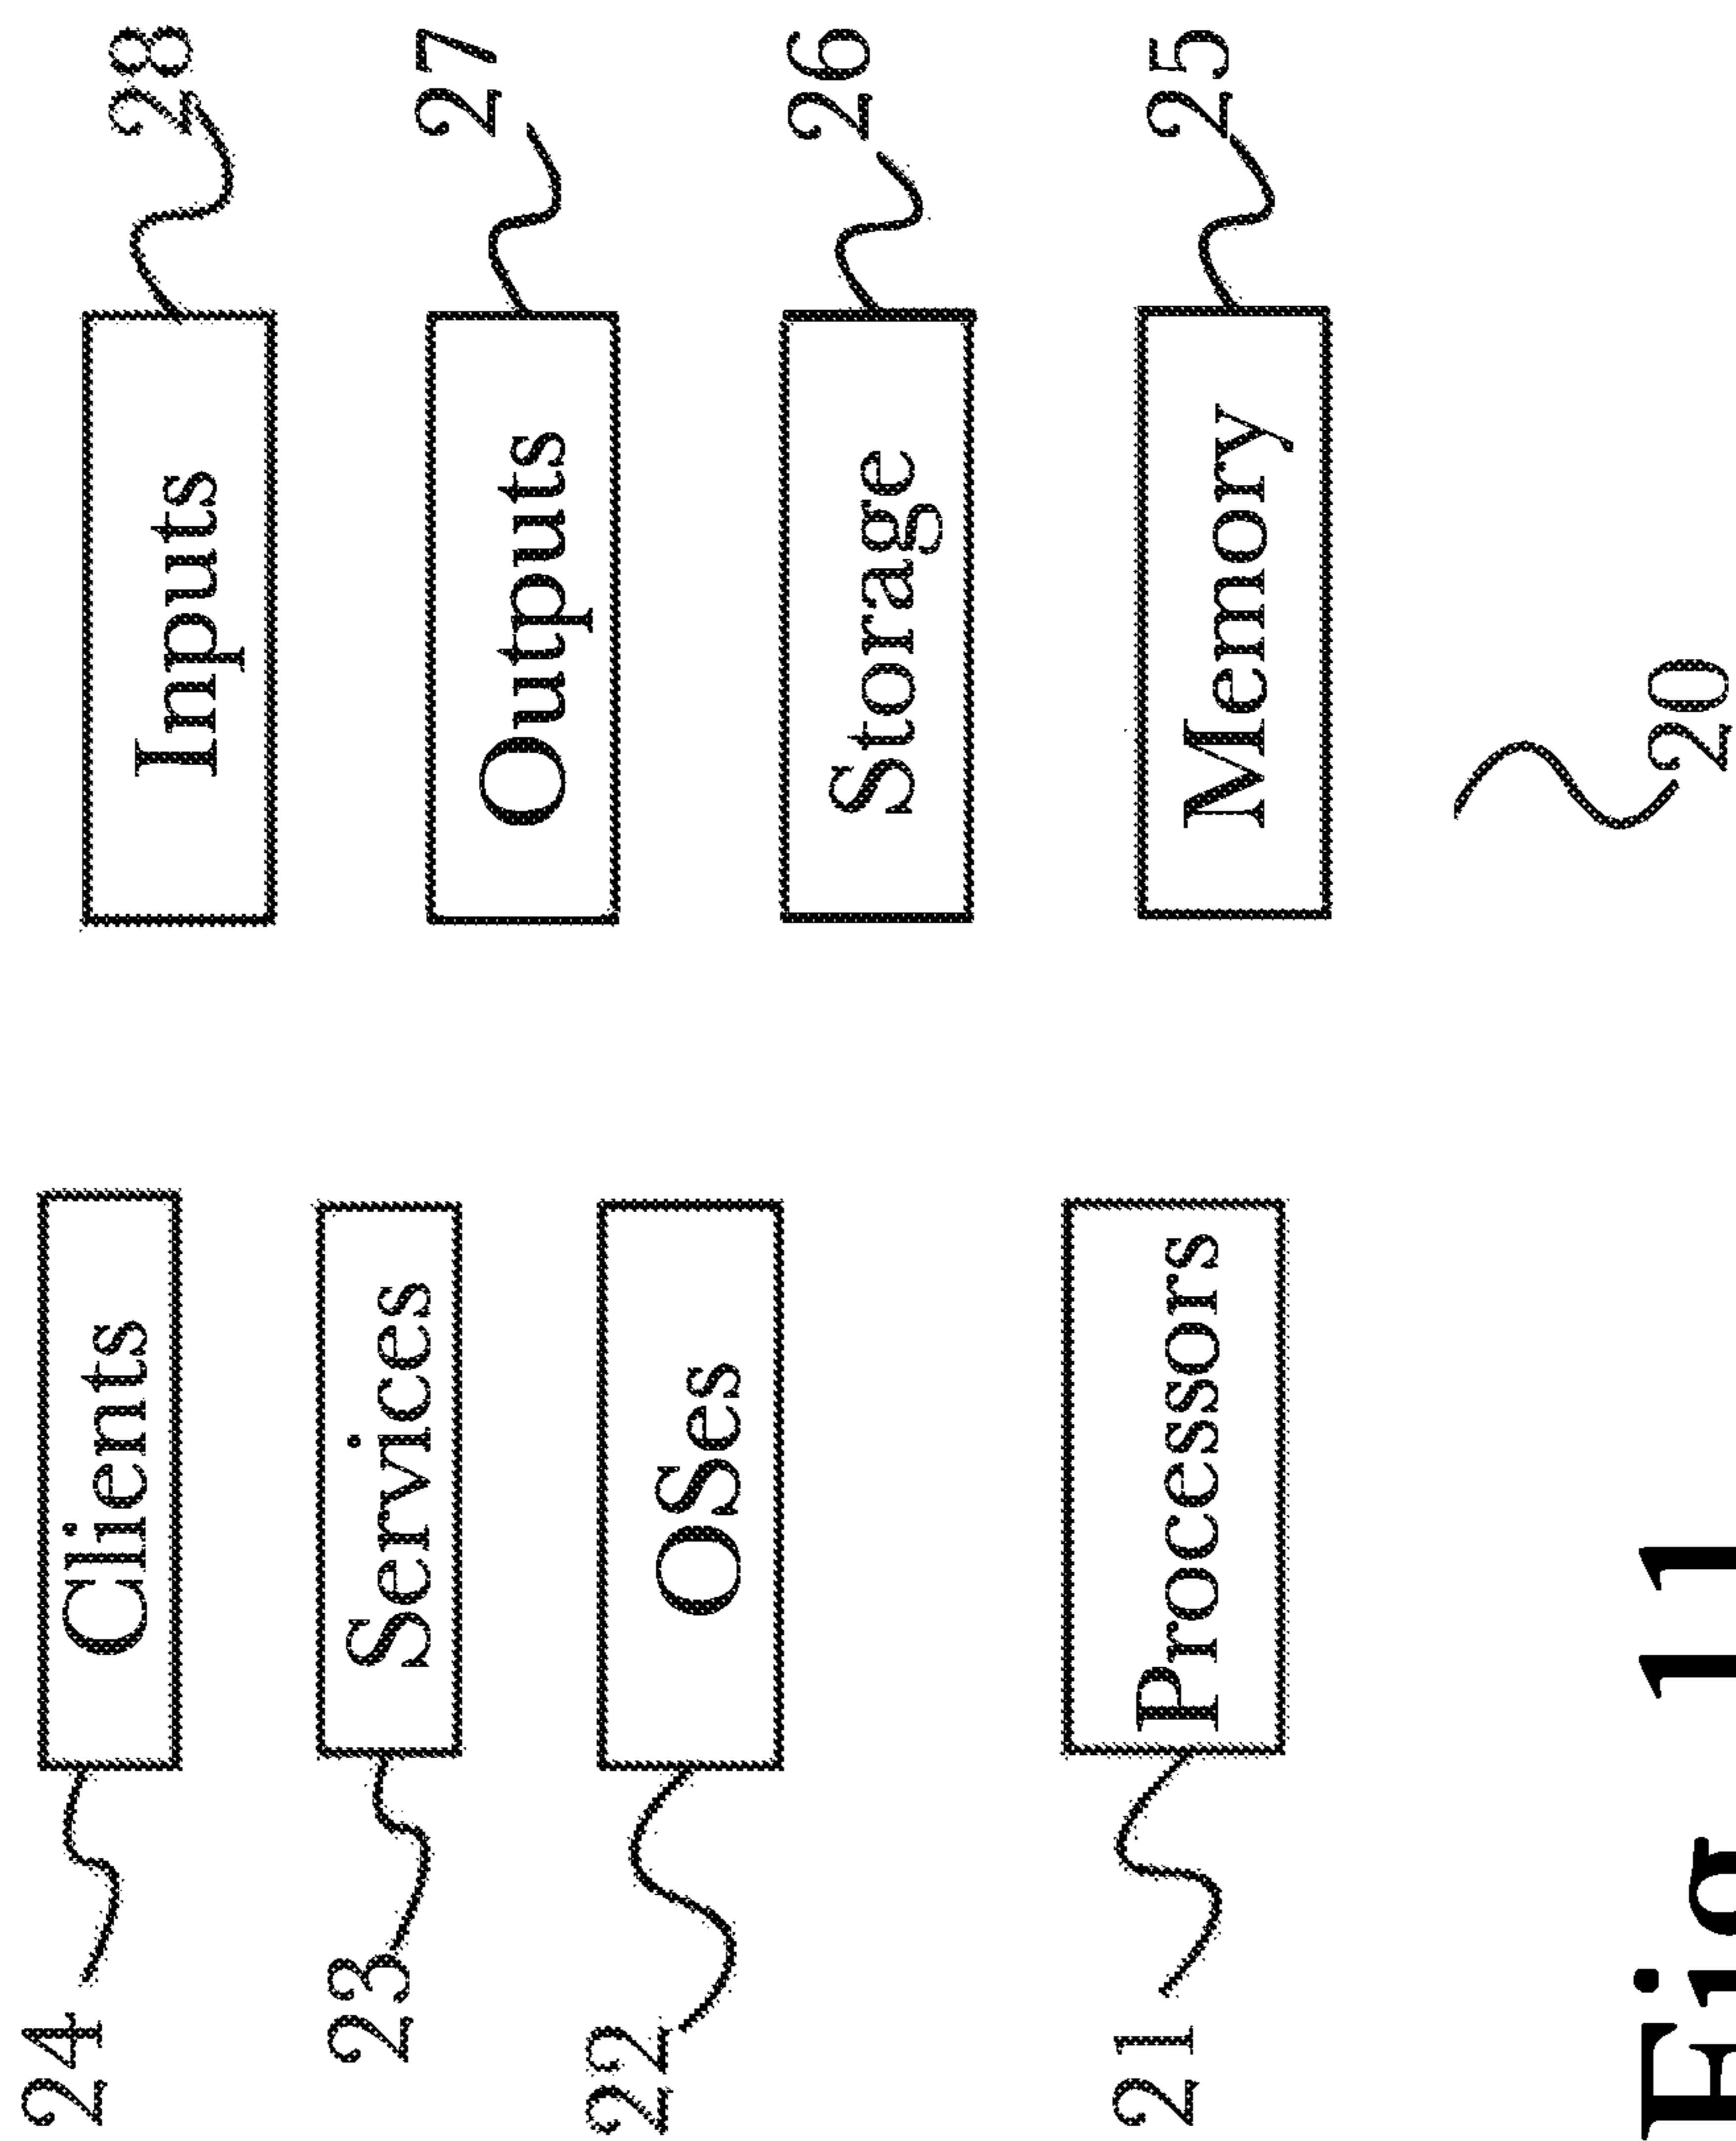 24 Clients
Inputs 28
23 Services
Outputs 27
22 OSes
Storage 26
21 Processors
Memory 25
20
Fig. 11